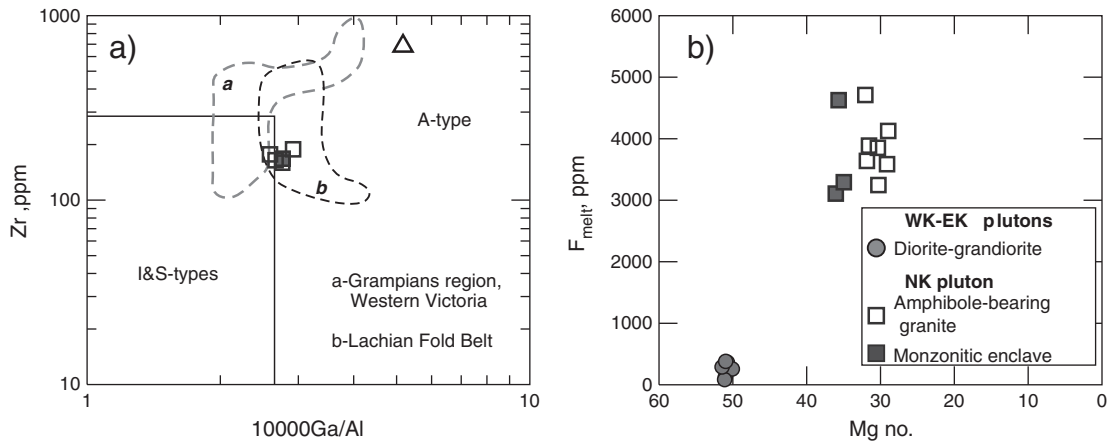 a)
1000
100
10
Zr ,ppm
a
b
A-type
I&S-types
a-Grampians region,
Western Victoria
b-Lachian Fold Belt
1
10
10000Ga/Al
b)
6000
5000
4000
3000
2000
1000
0
Fmelt, ppm
WK-EK plutons
Diorite-grandiorite
NK pluton
Amphibole-bearing
granite
Monzonitic enclave
60 50 40 30 20 10 0
Mg no.